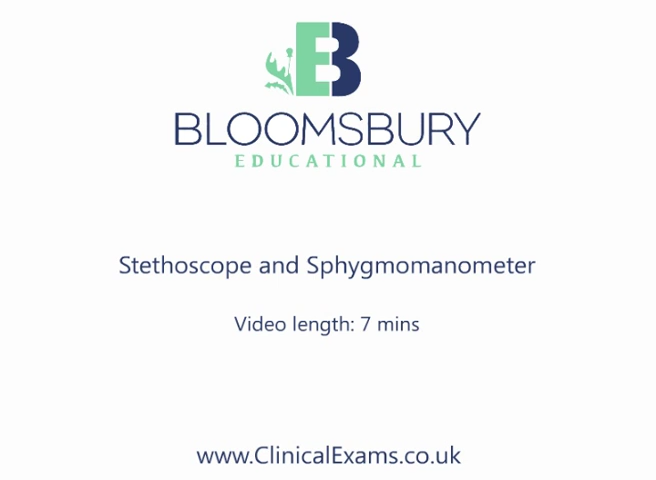 BLOOMSBURY
EDUCATIONAL
Stethoscope and Sphygmomanometer
Video length: 7 mins
www.ClinicalExams.co.uk